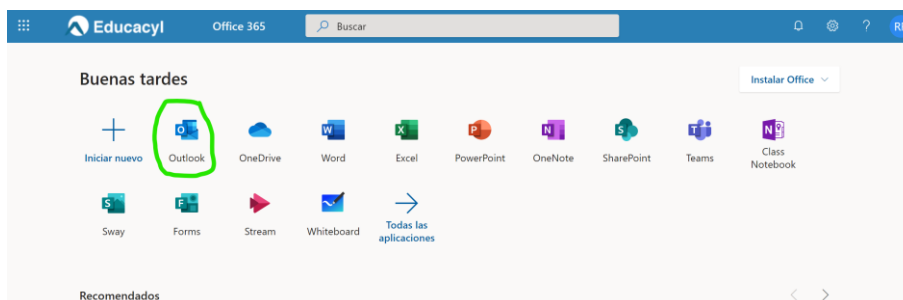 Educacyl Office 365 Buscar ?
Buenas tardes
Instalar Office
Iniciar nuevo Outlook OneDrive Word Excel PowerPoint OneNote SharePoint Teams Class Notebook
Sway Forms Stream Whiteboard Todas las aplicaciones
Recomendados